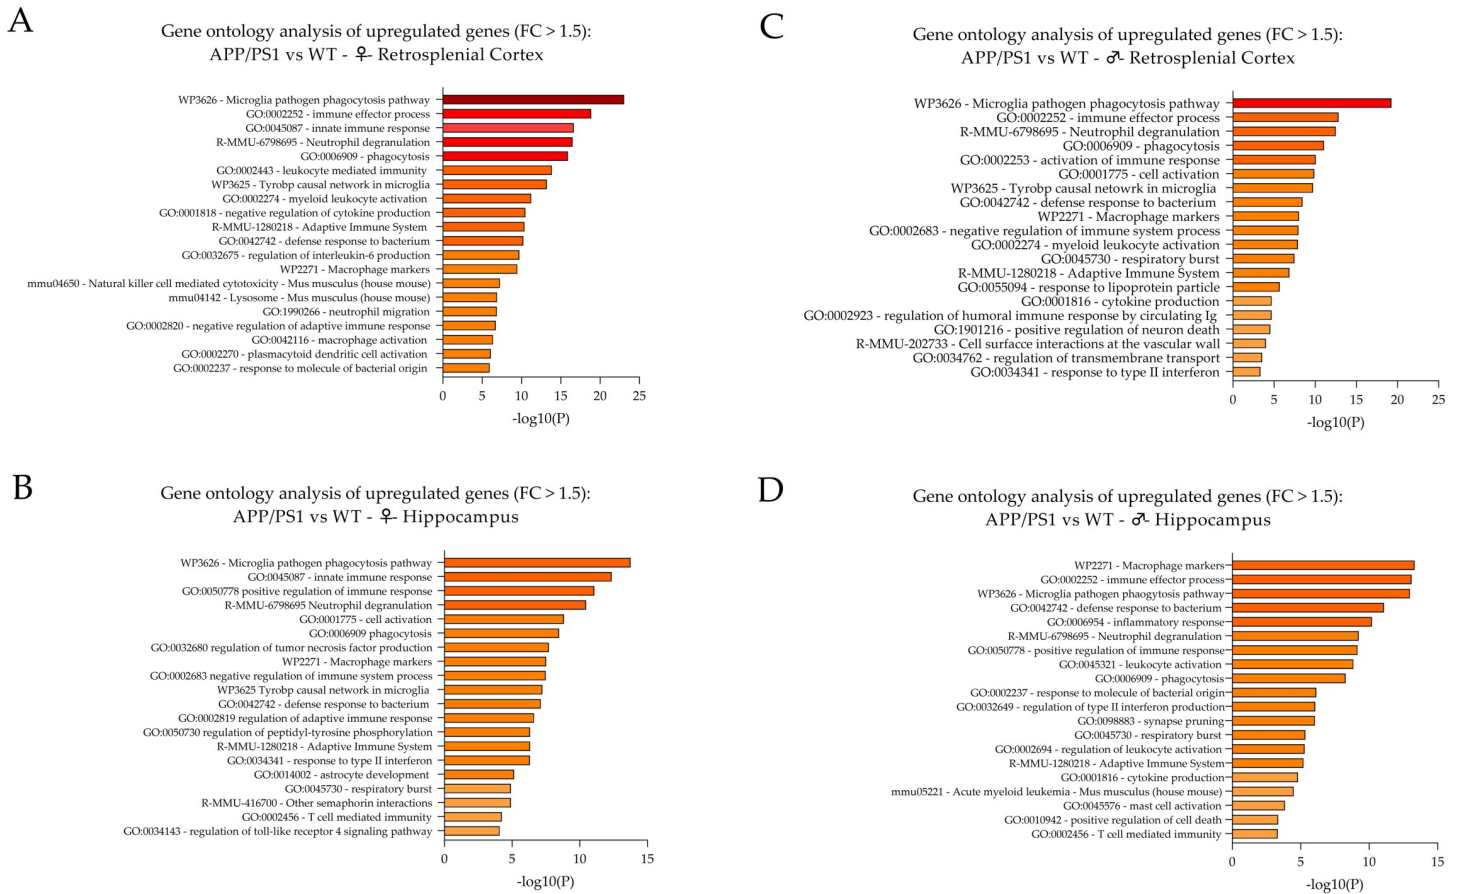 A
Gene ontology analysis of upregulated genes (FC > 1.5):
APP/PS1 vs WT - ♀- Retrosplenial Cortex
WP3626 - Microglia pathogen phagocytosis pathway
GO:0002252 - immune effector process
GO:0045087 - innate immune response
R-MMU-6798695 - Neutrophil degranulation
GO:0006909 - phagocytosis
GO:0002443 - leukocyte mediated immunity
WP3625 - Tyrobp causal network in microglia
GO:0002274 - myeloid leukocyte activation
GO:0001818 - negative regulation of cytokine production
R-MMU-1280218 - Adaptive Immune System
GO:0042742 - defense response to bacterium
GO:0032675 - regulation of interleukin-6 production
WP2271 - Macrophage markers
mmu04650 - Natural killer cell mediated cytotoxicity - Mus musculus (house mouse)
mmu04142 - Lysosome - Mus musculus (house mouse)
GO:1990266 - neutrophil migration
GO:0002820 - negative regulation of adaptive immune response
GO:0042116 - macrophage activation
GO:0002270 - plasmacytoid dendritic cell activation
GO:0002237 - response to molecule of bacterial origin
0 5 10 15 20 25
-log10(P)
C
Gene ontology analysis of upregulated genes (FC > 1.5):
APP/PS1 vs WT - ♂- Retrosplenial Cortex
WP3626 - Microglia pathogen phagocytosis pathway
GO:0002252 - immune effector process
R-MMU-6798695 - Neutrophil degranulation
GO:0006909 - phagocytosis
GO:0002253 - activation of immune response
GO:0001775 - cell activation
WP3625 - Tyrobp causal netowrk in microglia
GO:0042742 - defense response to bacterium
WP2271 - Macrophage markers
GO:0002683 - negative regulation of immune system process
GO:0002274 - myeloid leukocyte activation
GO:0045730 - respiratory burst
R-MMU-1280218 - Adaptive Immune System
GO:0055094 - response to lipoprotein particle
GO:0001816 - cytokine production
GO:0002923 - regulation of humoral immune response by circulating Ig
GO:1901216 - positive regulation of neuron death
R-MMU-202733 - Cell surfacce interactions at the vascular wall
GO:0034762 - regulation of transmembrane transport
GO:0034341 - response to type II interferon
0 5 10 15 20 25
-log10(P)
B
Gene ontology analysis of upregulated genes (FC > 1.5):
APP/PS1 vs WT - ♀- Hippocampus
WP3626 - Microglia pathogen phagocytosis pathway
GO:0045087 - innate immune response
GO:0050778 positive regulation of immune response
R-MMU-6798695 Neutrophil degranulation
GO:0001775 - cell activation
GO:0006909 phagocytosis
GO:0032680 regulation of tumor necrosis factor production
WP2271 - Macrophage markers
GO:0002683 negative regulation of immune system process
WP3625 Tyrobp causal network in microglia
GO:0042742 - defense response to bacterium
GO:0002819 regulation of adaptive immune response
GO:0050730 regulation of peptidyl-tyrosine phosphorylation
R-MMU-1280218 - Adaptive Immune System
GO:0034341 - response to type II interferon
GO:0014002 - astrocyte development
GO:0045730 - respiratory burst
R-MMU-416700 - Other semaphorin interactions
GO:0002456 - T cell mediated immunity
GO:0034143 - regulation of toll-like receptor 4 signaling pathway
0 5 10 15
-log10(P)
D
Gene ontology analysis of upregulated genes (FC > 1.5):
APP/PS1 vs WT - ♂- Hippocampus
WP2271 - Macrophage markers
GO:0002252 - immune effector process
WP3626 - Microglia pathogen phaogytosis pathway
GO:0042742 - defense response to bacterium
GO:0006954 - inflammatory response
R-MMU-6798695 - Neutrophil degranulation
GO:0050778 - positive regulation of immune response
GO:0045321 - leukocyte activation
GO:0006909 - phagocytosis
GO:0002237 - response to molecule of bacterial origin
GO:0032649 - regulation of type II interferon production
GO:0098883 - synapse pruning
GO:0045730 - respiratory burst
GO:0002694 - regulation of leukocyte activation
R-MMU-1280218 - Adaptive Immune System
GO:0001816 - cytokine production
mmu05221 - Acute myeloid leukemia - Mus musculus (house mouse)
GO:0045576 - mast cell activation
GO:0010942 - positive regulation of cell death
GO:0002456 - T cell mediated immunity
0 5 10 15
-log10(P)